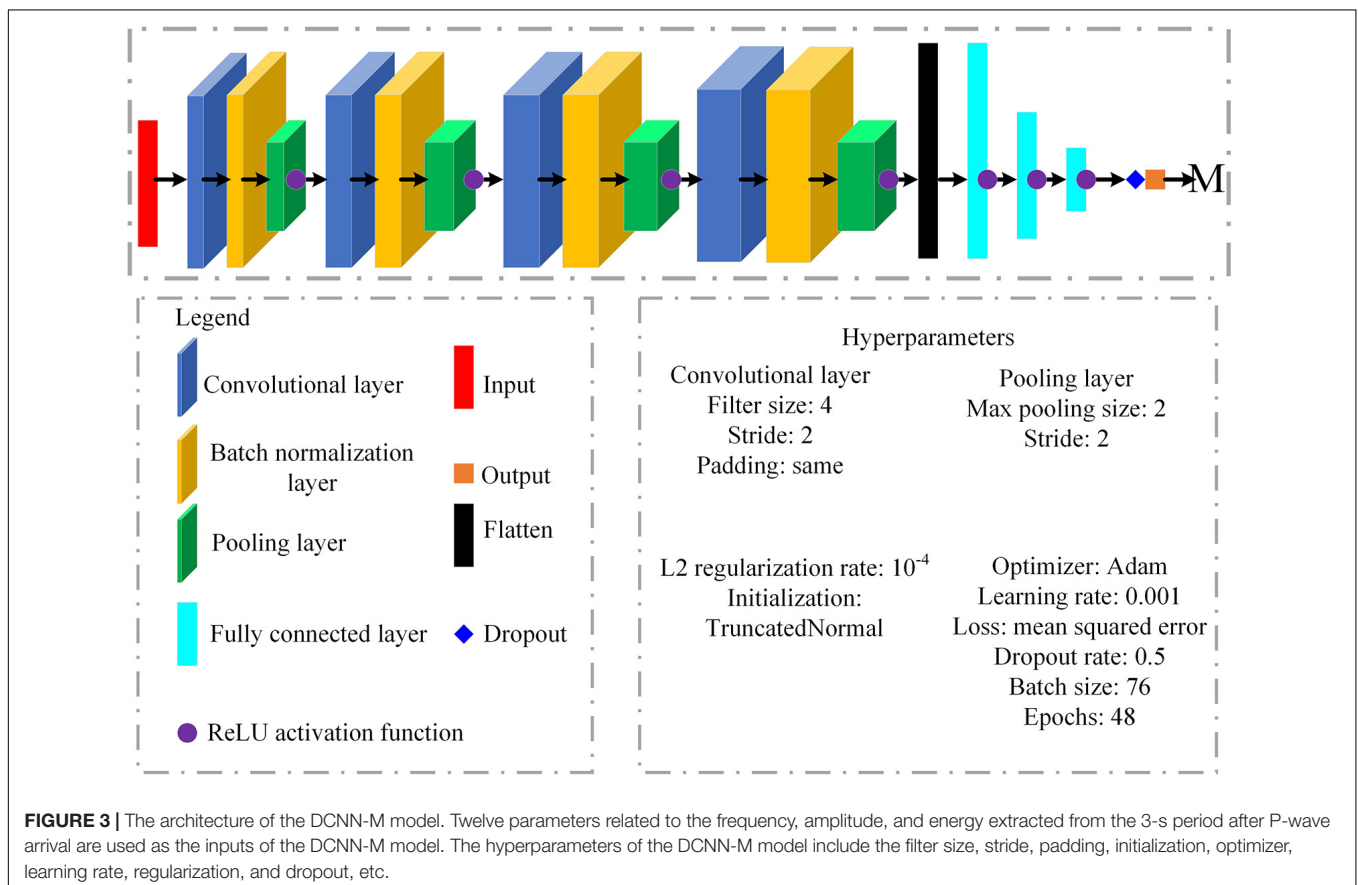 M
Legend
Convolutional layer
Input
Batch normalization
layer
Output
Pooling layer
Flatten
Fully connected layer
Dropout
ReLU activation function
Hyperparameters
Convolutional layer
Filter size: 4
Stride: 2
Padding: same
Pooling layer
Max pooling size: 2
Stride: 2
L2 regularization rate: 10⁻⁴
Initialization:
TruncatedNormal
Optimizer: Adam
Learning rate: 0.001
Loss: mean squared error
Dropout rate: 0.5
Batch size: 76
Epochs: 48
FIGURE 3 | The architecture of the DCNN-M model. Twelve parameters related to the frequency, amplitude, and energy extracted from the 3-s period after P-wave
arrival are used as the inputs of the DCNN-M model. The hyperparameters of the DCNN-M model include the filter size, stride, padding, initialization, optimizer,
learning rate, regularization, and dropout, etc.